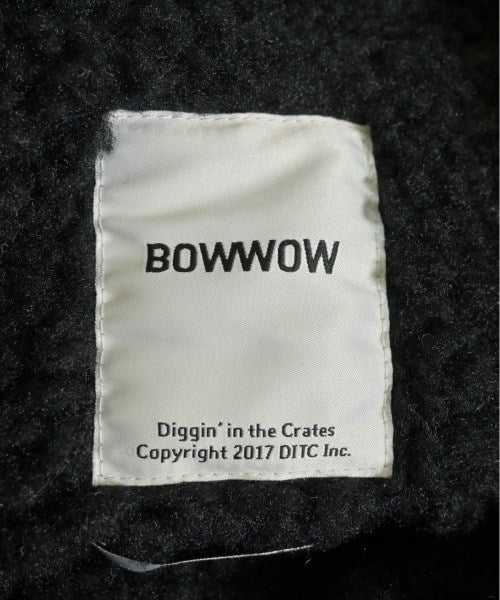 BOWWOW
Diggin' in the Crates
Copyright 2017 DITC Inc.